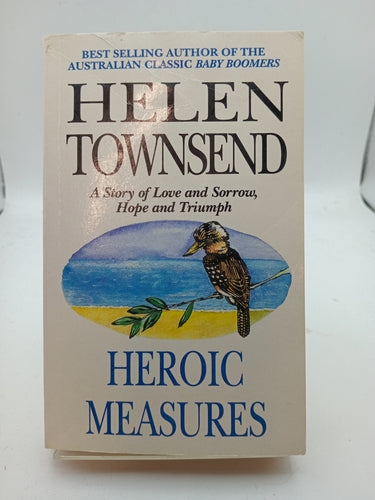 BEST SELLING AUTHOR OF THE
AUSTRALIAN CLASSIC BABY BOOMERS
HELEN
TOWNSEND
A Story of Love and Sorrow,
Hope and Triumph
HEROIC
MEASURES